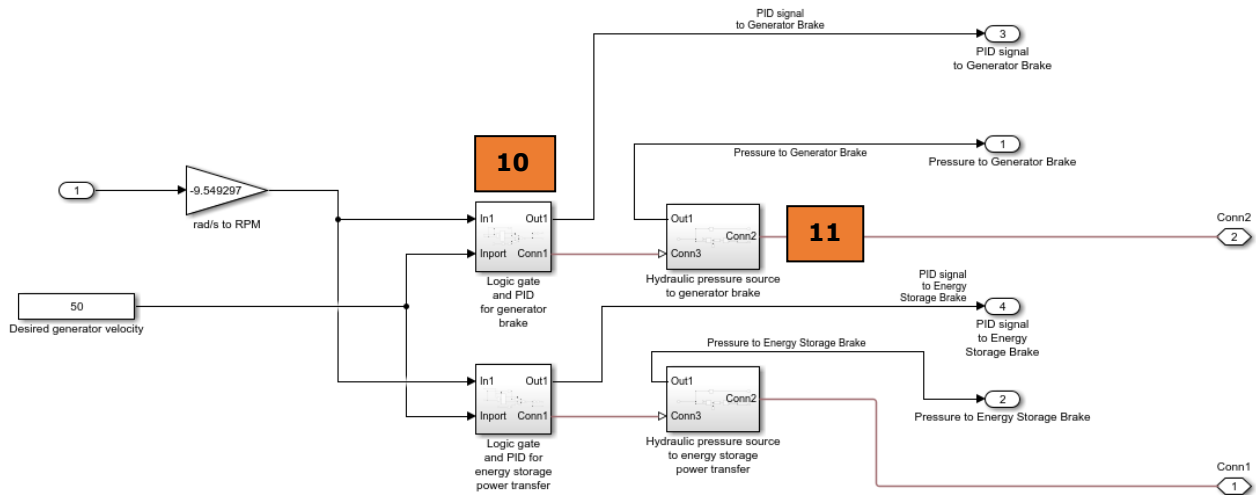 PID signal
to Generator Brake
3
PID signal
to Generator Brake
10
Pressure to Generator Brake
1
Pressure to Generator Brake
1
-9.549297
rad/s to RPM
In1
Out1
Inport
Conn1
Logic gate
and PID
for generator
brake
Out1
Conn2
Conn3
Hydraulic pressure source
to generator brake
11
Conn2
2
50
Desired generator velocity
PID signal
to Energy
Storage Brake
4
PID signal
to Energy
Storage Brake
Pressure to Energy Storage Brake
In1
Out1
Inport
Conn1
Logic gate
and PID for
energy storage
power transfer
Out1
Conn2
Conn3
Hydraulic pressure source
to energy storage
power transfer
2
Pressure to Energy Storage Brake
Conn1
1